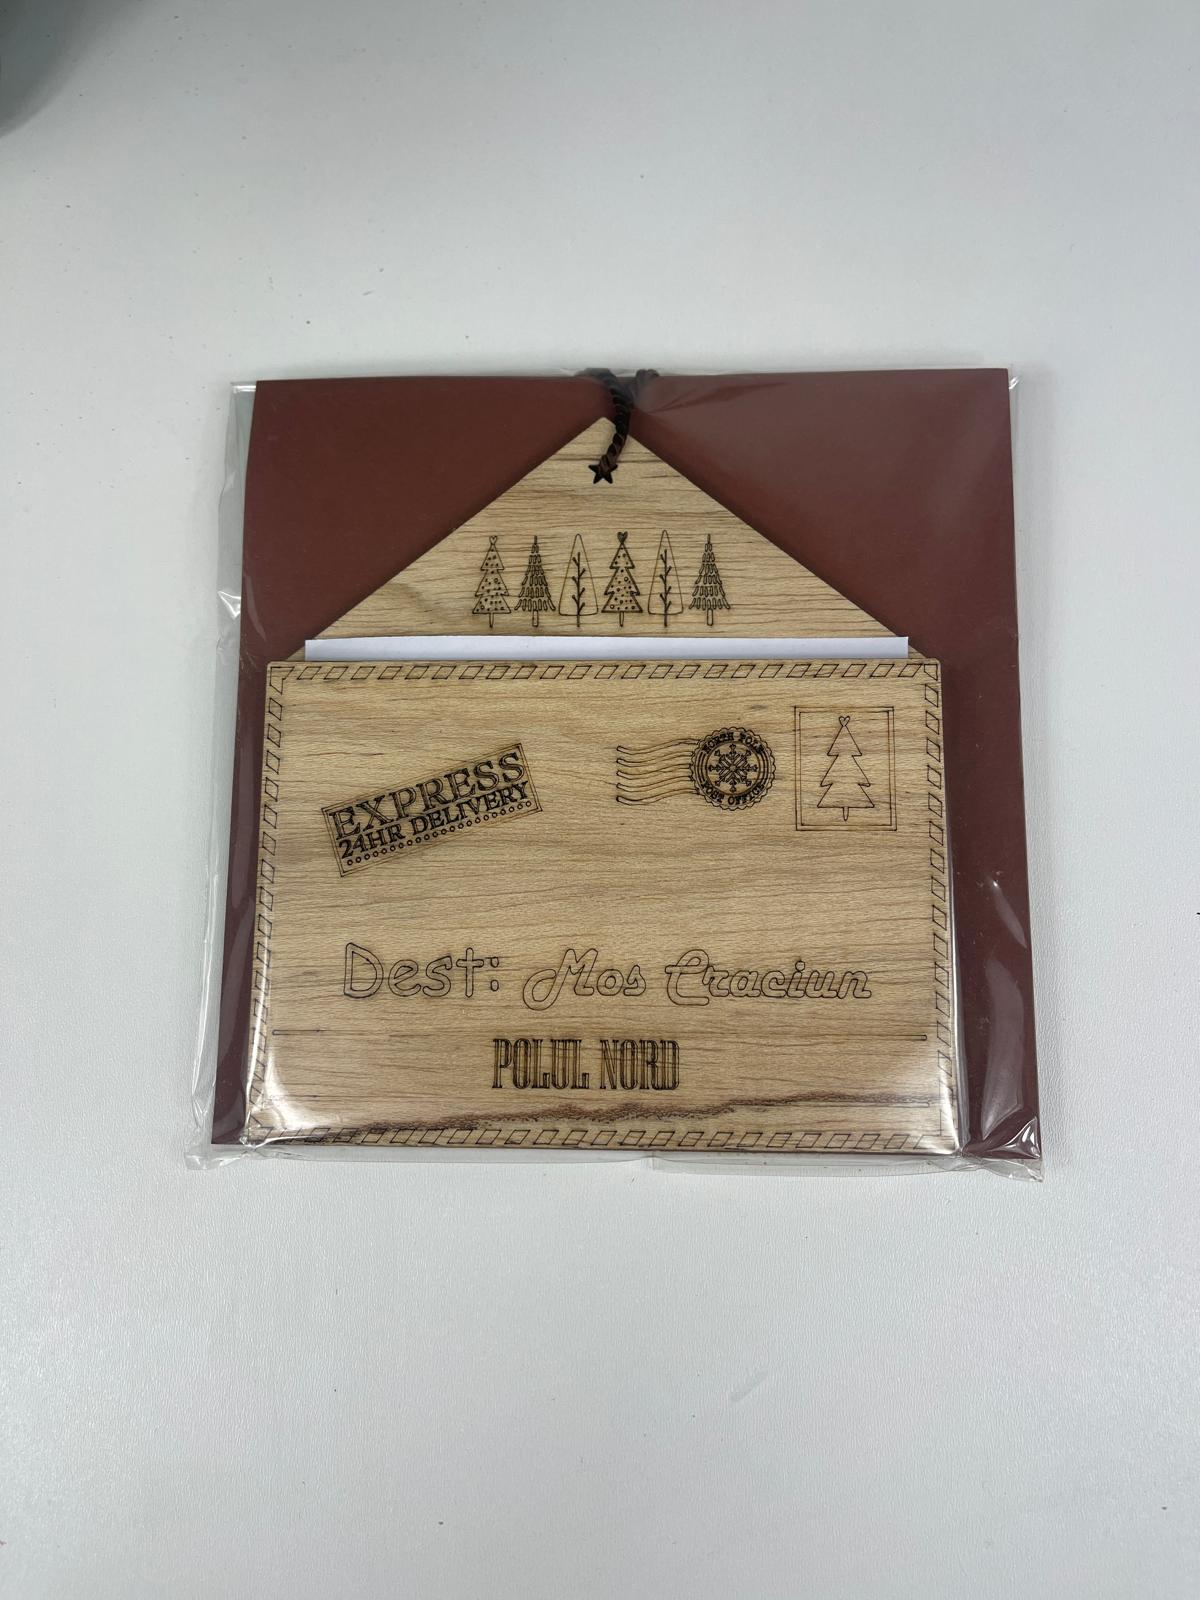 EXPRESS
24HR DELIVERY
NORTH POLE
POST OFFICE
Dest: Mos Craciun
POLUL NORD